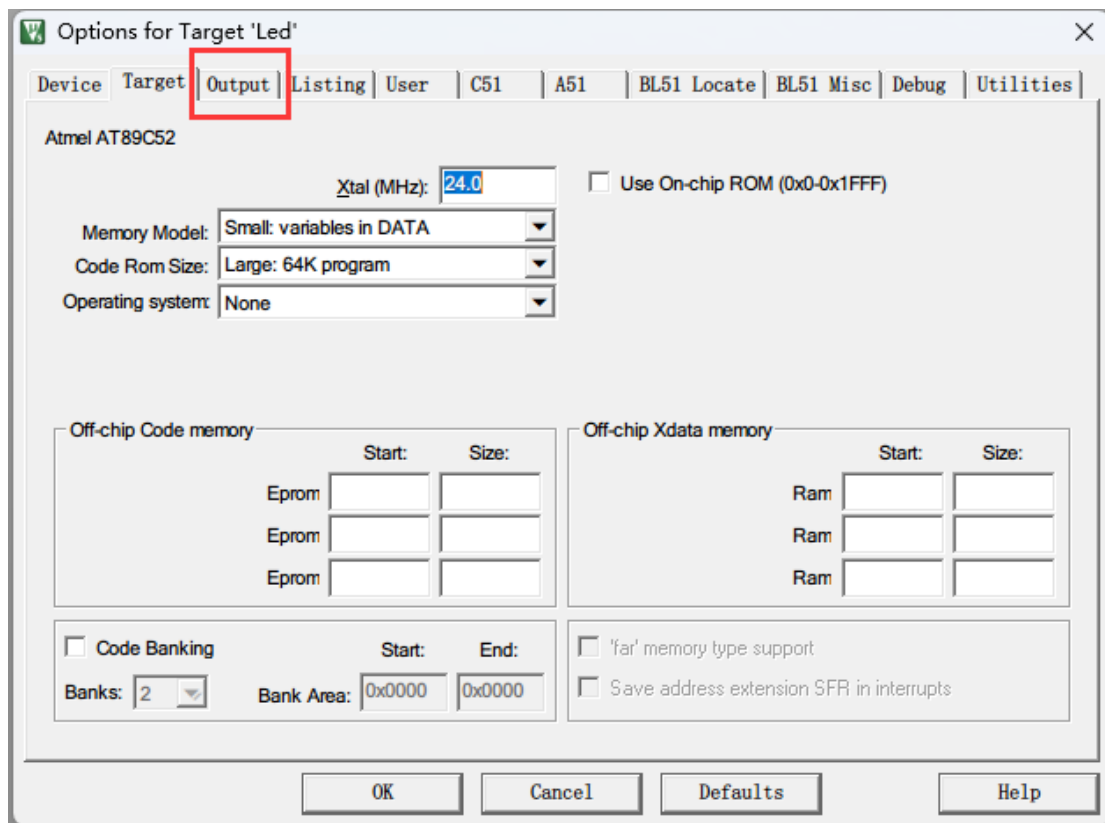 Options for Target 'Led'
Device Target Output Listing User C51 A51 BL51 Locate BL51 Misc Debug Utilities
Atmel AT89C52
Xtal (MHz): 24.0 Use On-chip ROM (0x0-0x1FFF)
Memory Model: Small: variables in DATA
Code Rom Size: Large: 64K program
Operating system: None
Off-chip Code memory Off-chip Xdata memory
Start: Size: Start: Size:
Eprom Ram
Eprom Ram
Eprom Ram
Code Banking Start: End: 'far' memory type support
Banks: 2 Bank Area: 0x0000 0x0000 Save address extension SFR in interrupts
OK Cancel Defaults Help